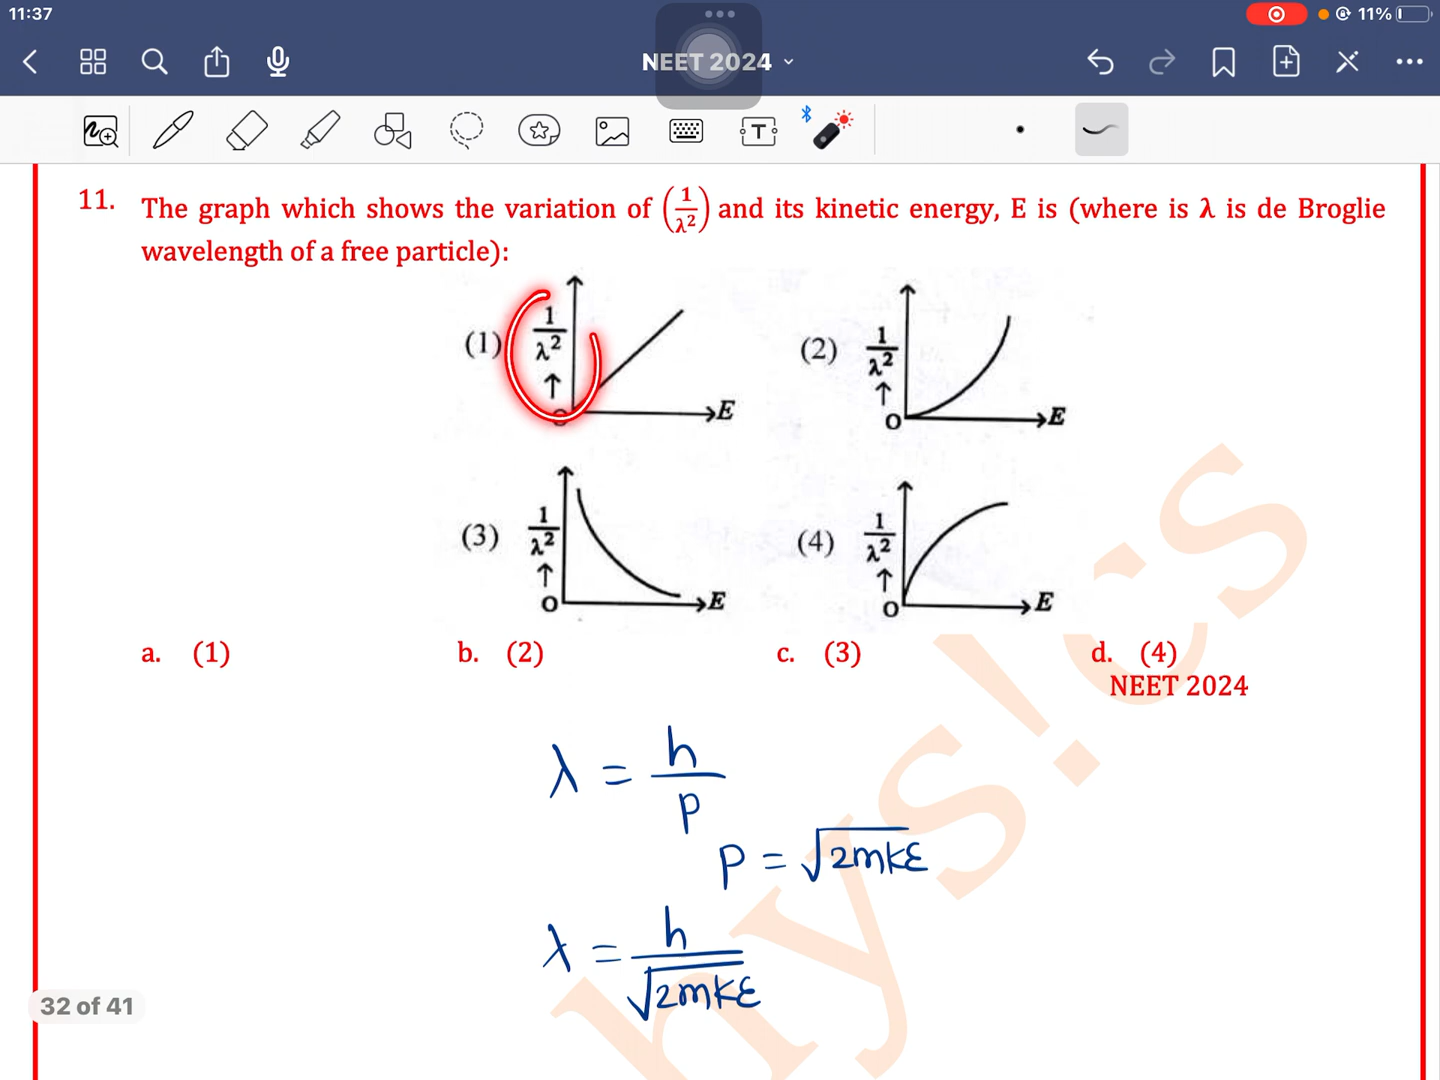 11:37
11%
NEET 2024
11. The graph which shows the variation of (1/λ²) and its kinetic energy, E is (where is λ is de Broglie
wavelength of a free particle):
(1) 1/λ² ↑ O E
(2) 1/λ² ↑ O E
(3) 1/λ² ↑ O E
(4) 1/λ² ↑ O E
a. (1) b. (2) c. (3) d. (4)
NEET 2024
λ = h/p
p = √2mKE
λ = h/√2mKE
32 of 41
hys!cs